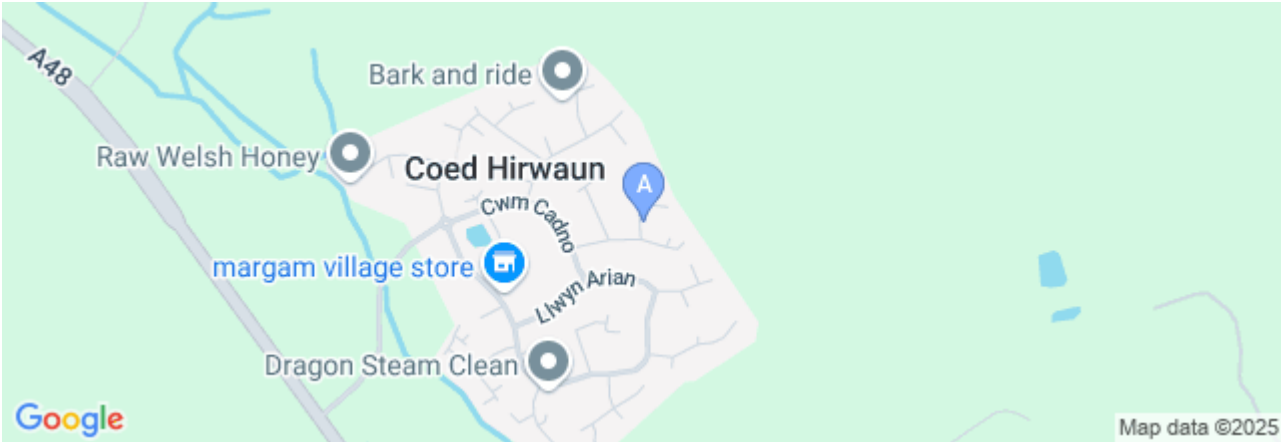 A48
Bark and ride
Raw Welsh Honey
Coed Hirwaun
A
Cwm Cadno
margam village store
Llwyn Arian
Dragon Steam Clean
Google
Map data ©2025